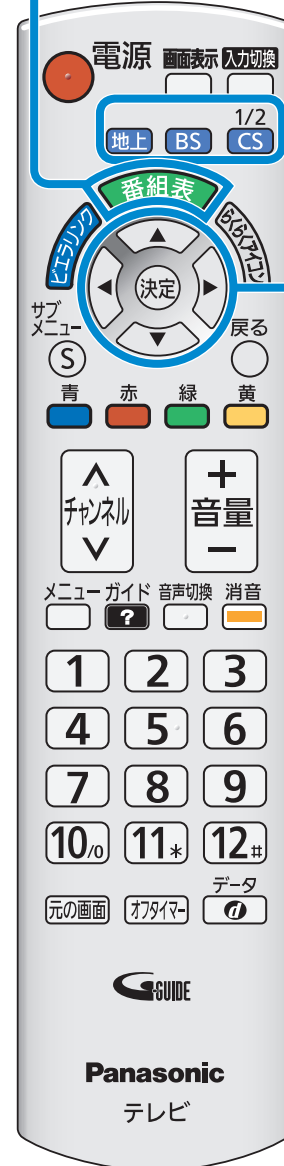 電源 画面表示 入力切換
1/2
地上 BS CS
番組表
ビエラリンク
らくらくアイコン
決定
サブ
メニュー
戻る
S
青 赤 緑 黄
チャンネル
+
音量
-
メニュー ガイド 音声切換 消音
?
1 2 3
4 5 6
7 8 9
10/0 11* 12#
データ
元の画面 オフタイマー d
G-GUIDE
Panasonic
テレビ